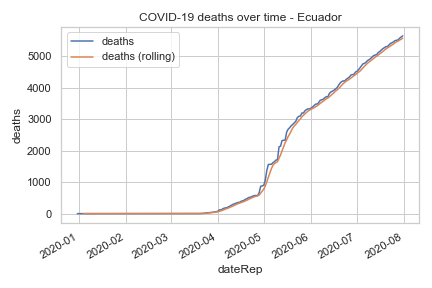 COVID-19 deaths over time - Ecuador
deaths
deaths (rolling)
5000
4000
3000
2000
1000
0
deaths
2020-01
2020-02
2020-03
2020-04
2020-05
2020-06
2020-07
2020-08
dateRep